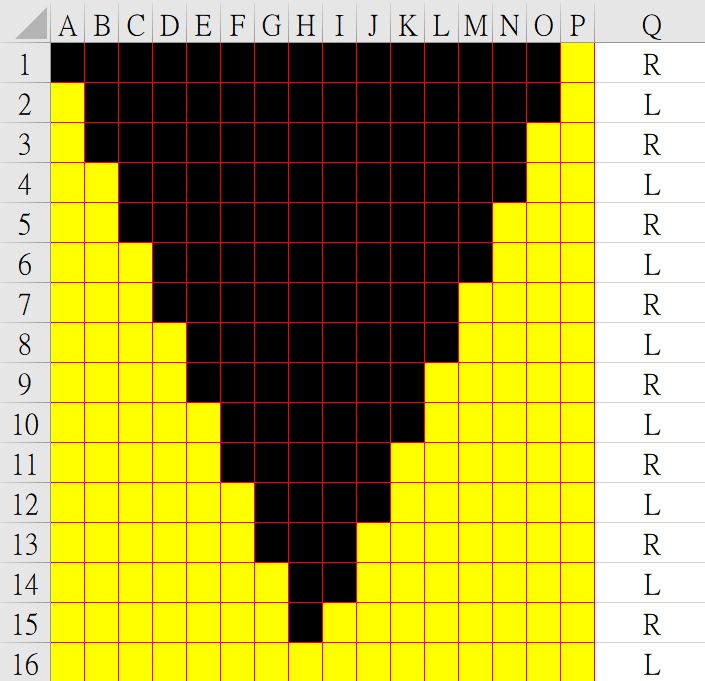 A B C D E F G H I J K L M N O P Q
1 R
2 L
3 R
4 L
5 R
6 L
7 R
8 L
9 R
10 L
11 R
12 L
13 R
14 L
15 R
16 L